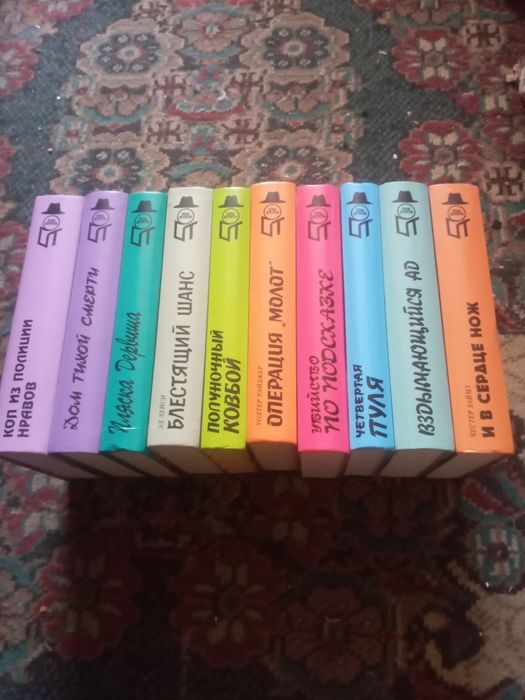 КОП ИЗ ПОЛИЦИИ
НРАВОВ
Дом тихой смерти
Пляска Дервиша
ЭД ЛЕЙСИ
БЛЕСТЯЩИЙ ШАНС
ПОЛУНОЧНЫЙ
КОВБОЙ
УОЛТЕР УЭЙДЖЕР
ОПЕРАЦИЯ „МОЛОТ"
УБИЙСТВО
ПО ПОДСКАЗКЕ
ЧЕТВЕРТАЯ
ПУЛЯ
ВЗДЫМАЮЩИЙСЯ АД
ЧЕСТЕР ХАЙМЗ
И В СЕРДЦЕ НОЖ